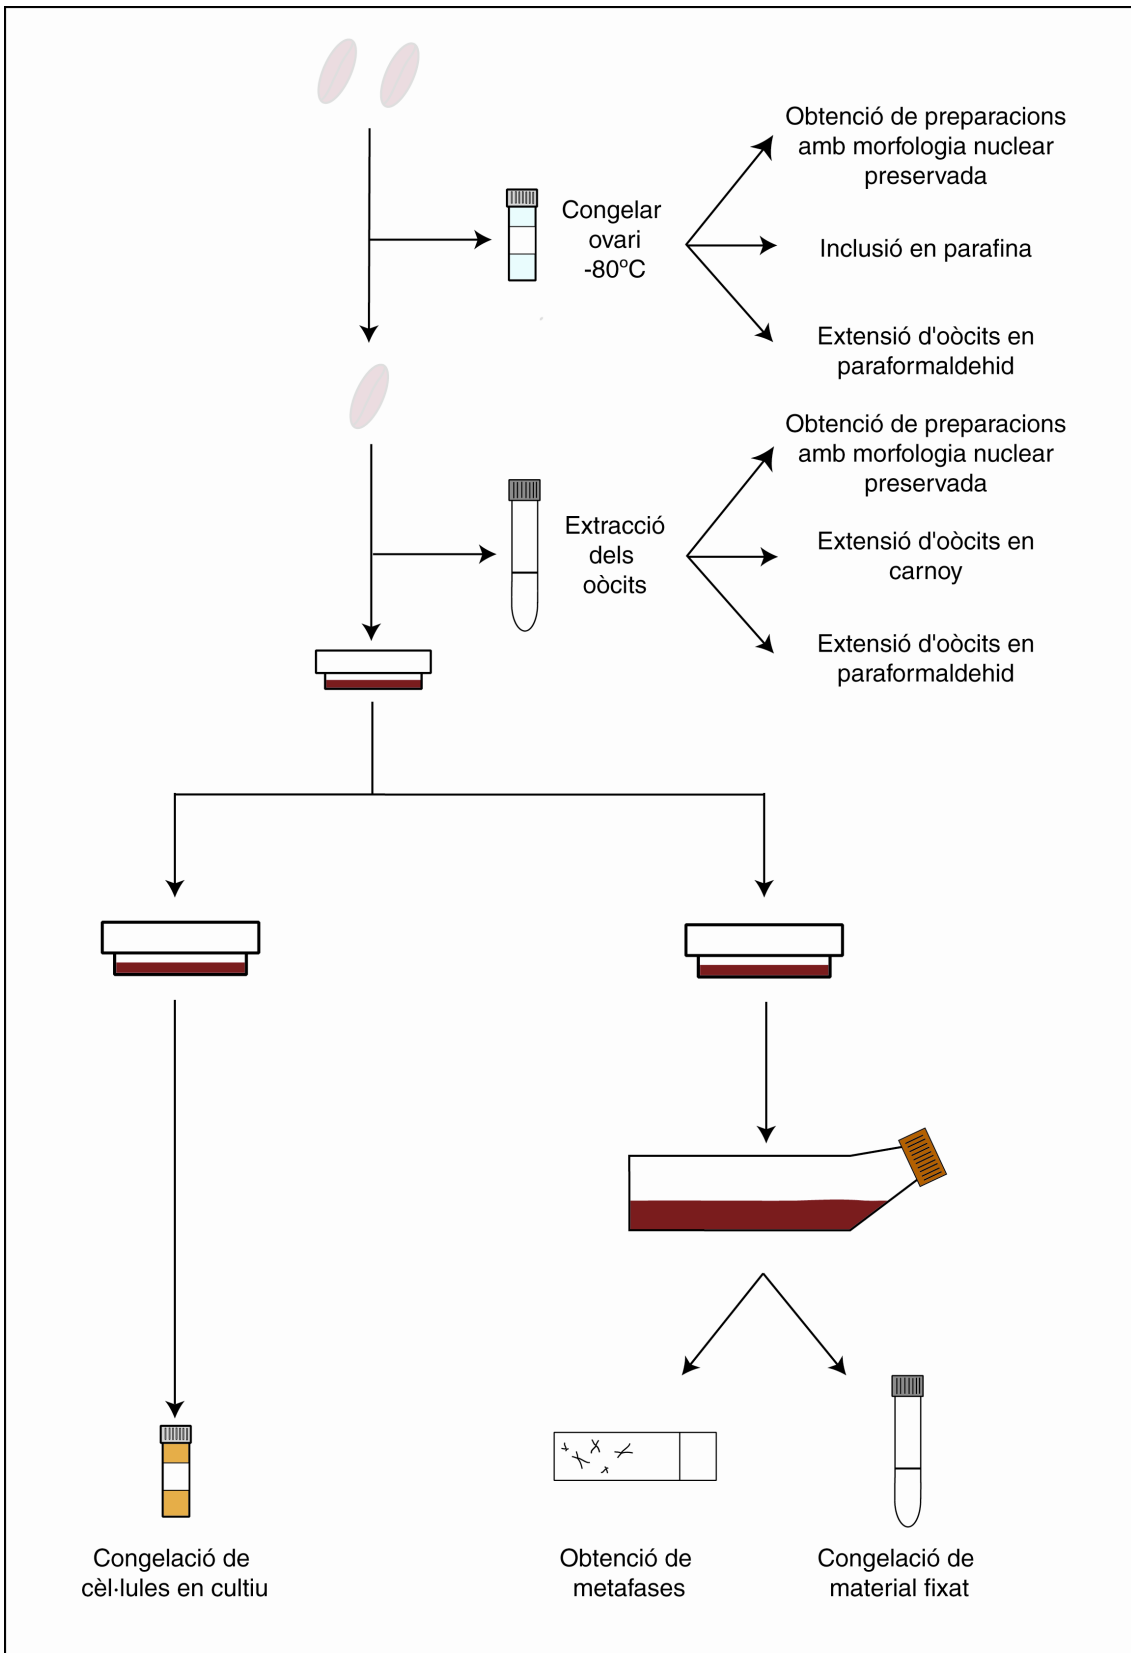 Obtenció de preparacions
amb morfologia nuclear
preservada
Congelar
ovari
-80ºC
Inclusió en parafina
Extensió d'oòcits en
paraformaldehid
Obtenció de preparacions
amb morfologia nuclear
preservada
Extracció
dels
oòcits
Extensió d'oòcits en
carnoy
Extensió d'oòcits en
paraformaldehid
Congelació de
cèl·lules en cultiu
Obtenció de
metafases
Congelació de
material fixat